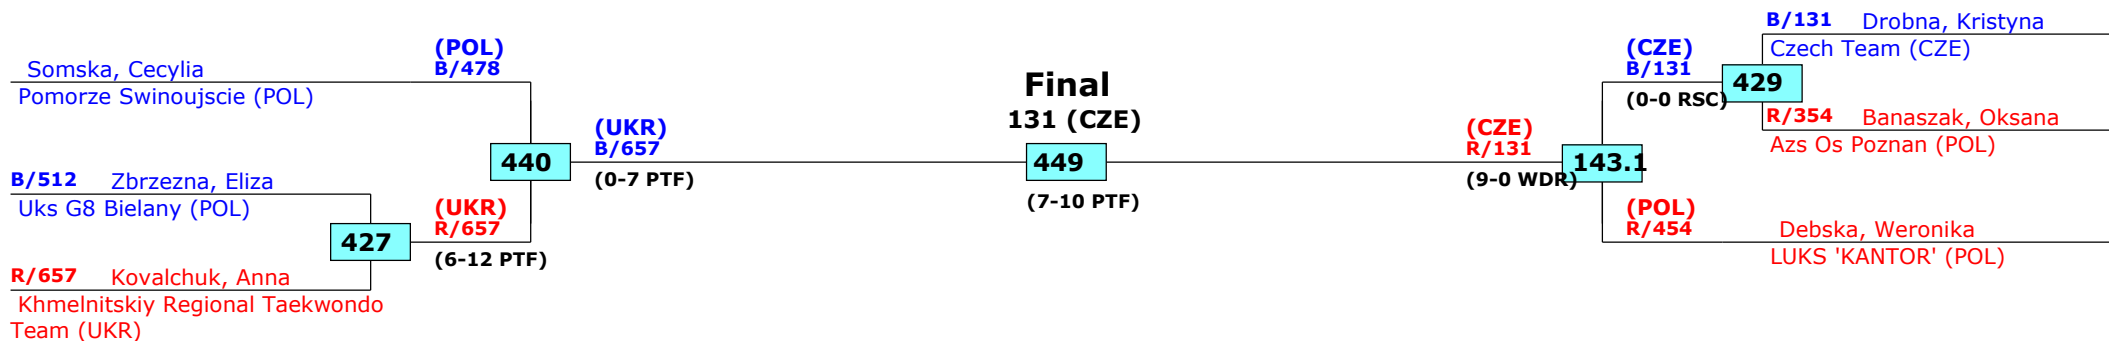 Somska, Cecylia
Pomorze Swinoujscie (POL)
(POL)
B/478
B/512 Zbrzezna, Eliza
Uks G8 Bielany (POL)
R/657 Kovalchuk, Anna
Khmelnitskiy Regional Taekwondo
Team (UKR)
427
(UKR)
R/657
(6-12 PTF)
440
(UKR)
B/657
(0-7 PTF)
Final
131 (CZE)
449
(7-10 PTF)
(CZE)
R/131
(9-0 WDR)
143.1
(CZE)
B/131
(0-0 RSC)
429
B/131 Drobna, Kristyna
Czech Team (CZE)
R/354 Banaszak, Oksana
Azs Os Poznan (POL)
(POL)
R/454
Debska, Weronika
LUKS 'KANTOR' (POL)